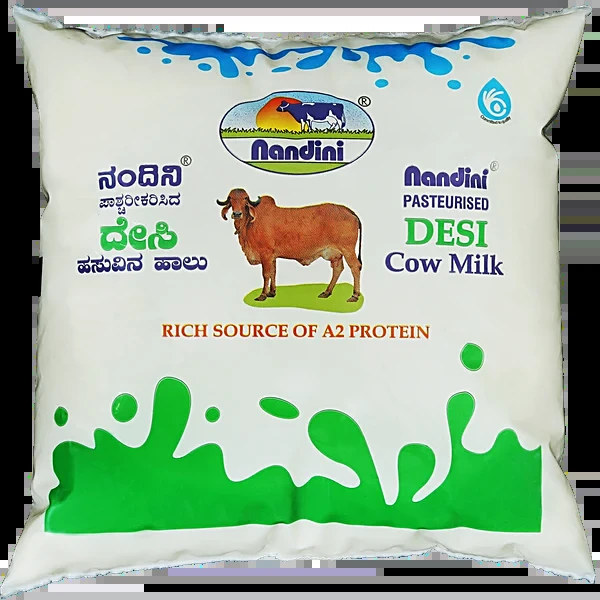 Nandini®
ನಂದಿನಿ®
ಪಾಶ್ಚರೀಕರಿಸಿದ
ದೇಸಿ
ಹಸುವಿನ ಹಾಲು
Nandini®
PASTEURISED
DESI
Cow Milk
RICH SOURCE OF A2 PROTEIN